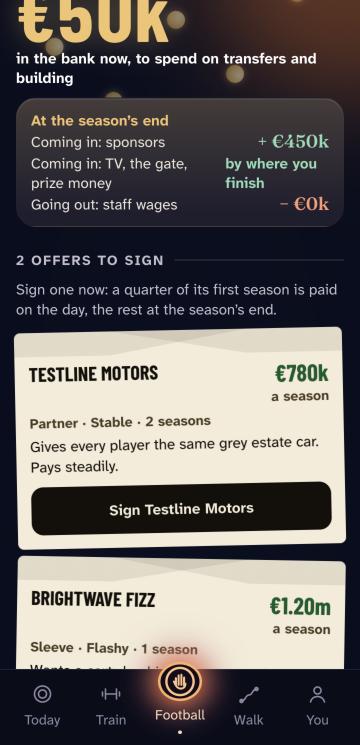 €50k
in the bank now, to spend on transfers and
building
At the season's end
Coming in: sponsors + €450k
Coming in: TV, the gate, by where you
prize money finish
Going out: staff wages − €0k
2 OFFERS TO SIGN
Sign one now: a quarter of its first season is paid
on the day, the rest at the season's end.
TESTLINE MOTORS €780k
a season
Partner · Stable · 2 seasons
Gives every player the same grey estate car.
Pays steadily.
Sign Testline Motors
BRIGHTWAVE FIZZ €1.20m
a season
Sleeve · Flashy · 1 season
Today Train Football Walk You